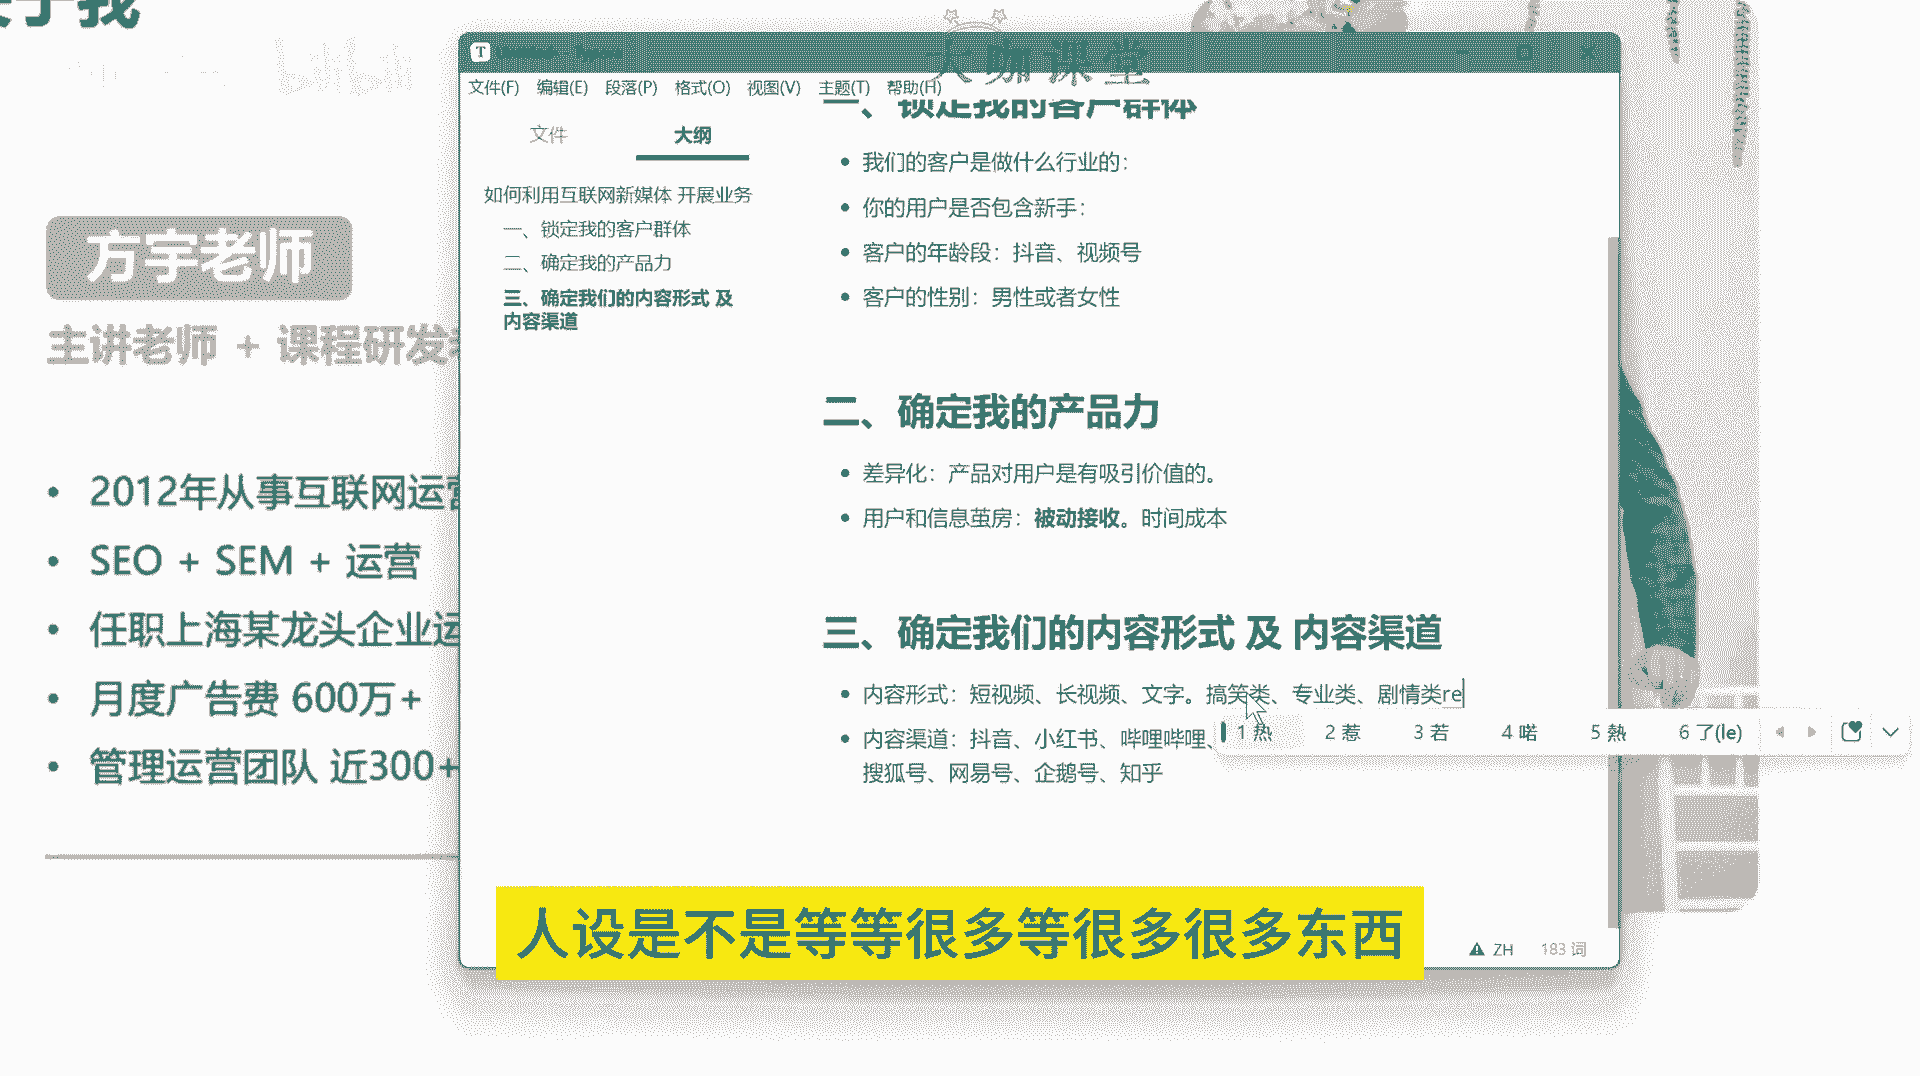 关于我
bilibili
大咖课堂
方宇老师
主讲老师 + 课程研发
2012年从事互联网运营
SEO + SEM + 运营
任职上海某龙头企业运
月度广告费 600万+
管理运营团队 近300+
文件(F) 编辑(E) 段落(P) 格式(O) 视图(V) 主题(T) 帮助(H)
文件 大纲
如何利用互联网新媒体 开展业务
一、锁定我的客户群体
二、确定我的产品力
三、确定我们的内容形式 及
内容渠道
一、锁定我的客户群体
我们的客户是做什么行业的：
你的用户是否包含新手：
客户的年龄段：抖音、视频号
客户的性别：男性或者女性
二、确定我的产品力
差异化：产品对用户是有吸引价值的。
用户和信息茧房：被动接收。时间成本
三、确定我们的内容形式 及 内容渠道
内容形式：短视频、长视频、文字。搞笑类、专业类、剧情类re
内容渠道：抖音、小红书、哔哩哔哩、
搜狐号、网易号、企鹅号、知乎
1 热 2 惹 3 若 4 喏 5 熱 6 了(le)
ZH 183 词
人设是不是等等很多等很多很多东西